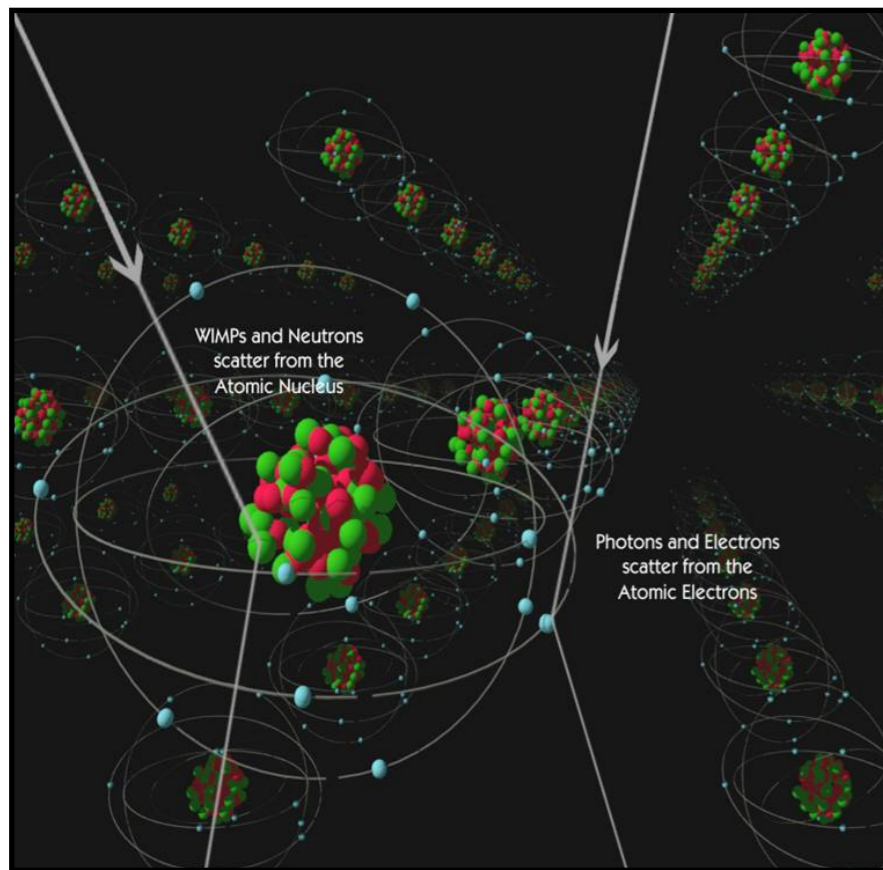 WIMPs and Neutrons
scatter from the
Atomic Nucleus
Photons and Electrons
scatter from the
Atomic Electrons